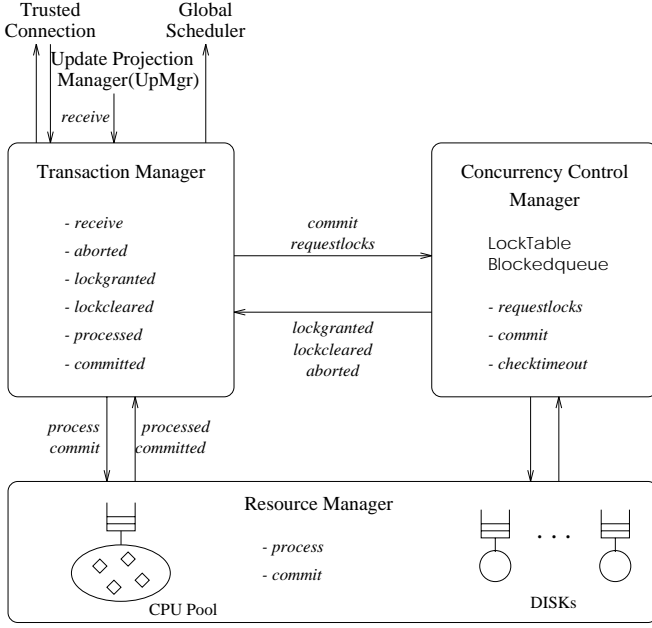 Trusted
Connection
Global
Scheduler
Update Projection
Manager(UpMgr)
receive
Transaction Manager
- receive
- aborted
- lockgranted
- lockcleared
- processed
- committed
commit
requestlocks
lockgranted
lockcleared
aborted
Concurrency Control
Manager
LockTable
Blockedqueue
- requestlocks
- commit
- checktimeout
process
commit
processed
committed
Resource Manager
- process
- commit
CPU Pool
. . .
DISKs